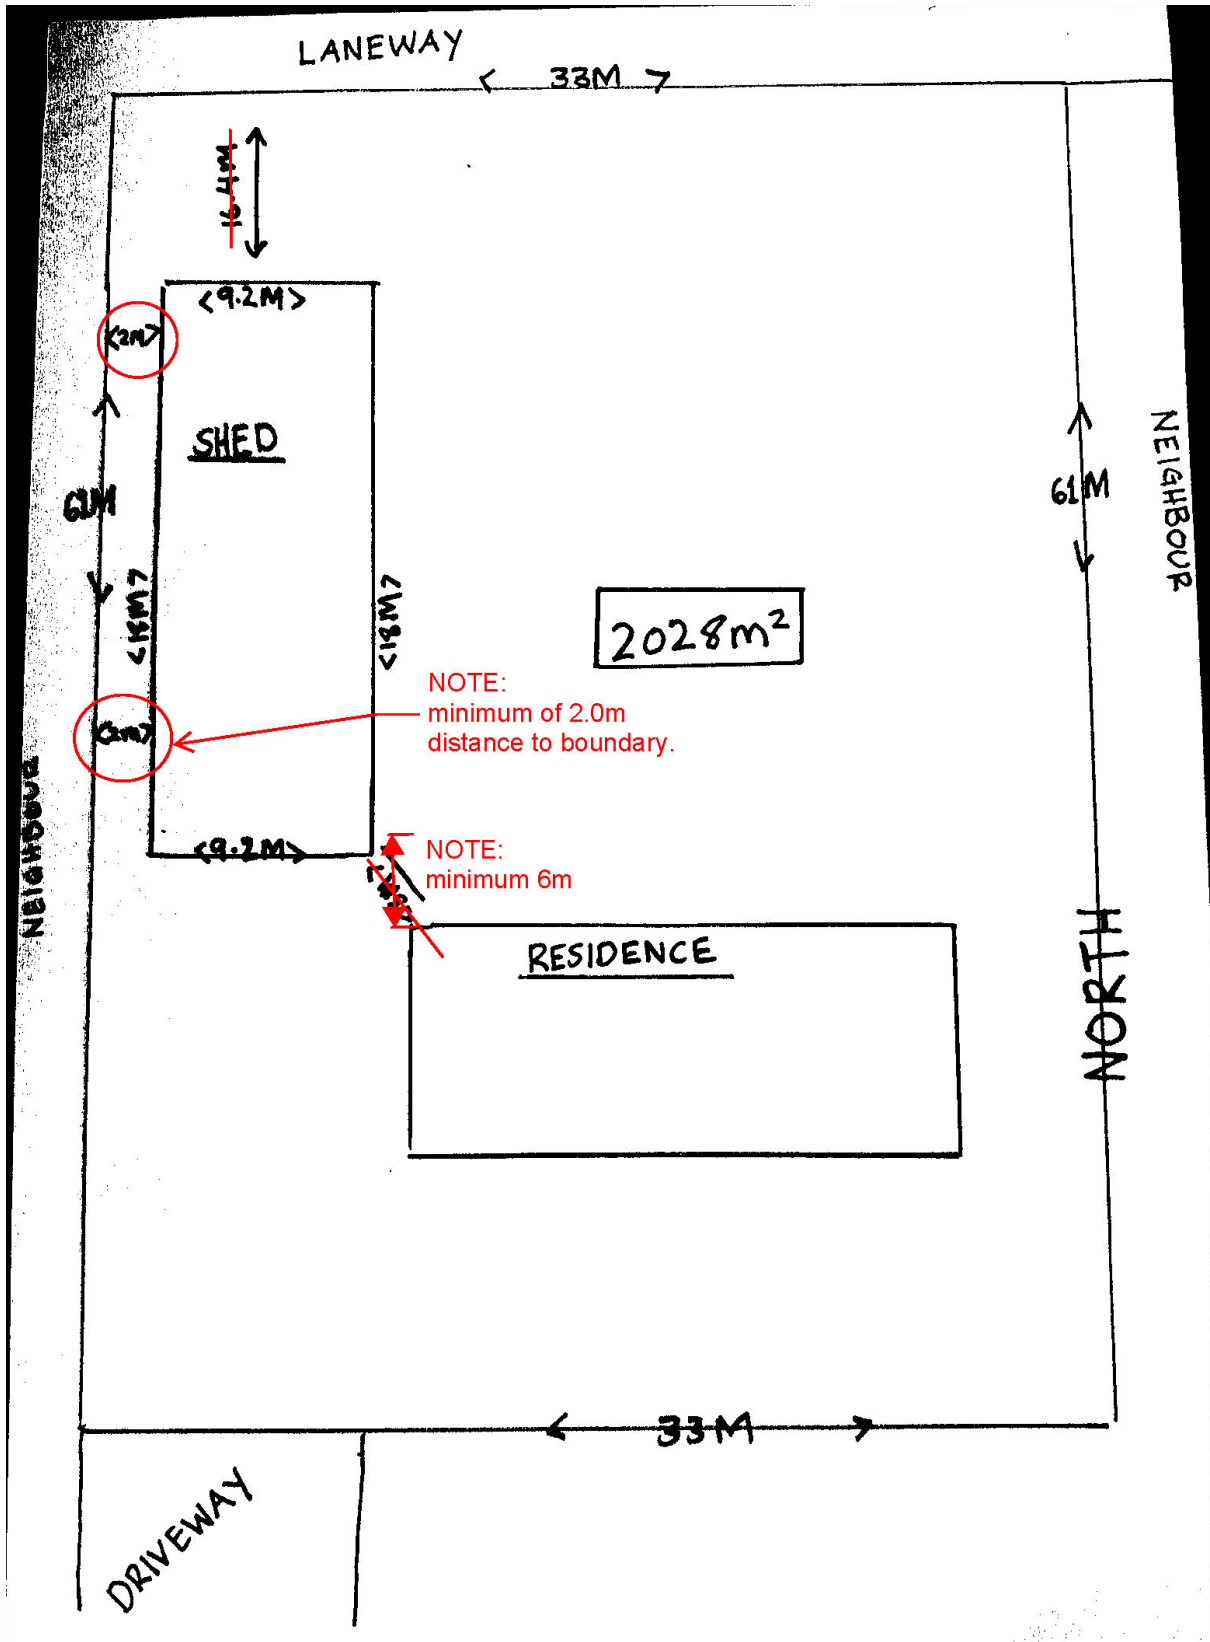 LANEWAY
< 33M >
16.4M
<9.2M>
<2M>
SHED
61M
61M
NEIGHBOUR
<18M>
<18M>
2028m²
NOTE:
minimum of 2.0m
distance to boundary.
<2m>
NEIGHBOUR
<9.2M>
NOTE:
minimum 6m
RESIDENCE
NORTH
33M
DRIVEWAY